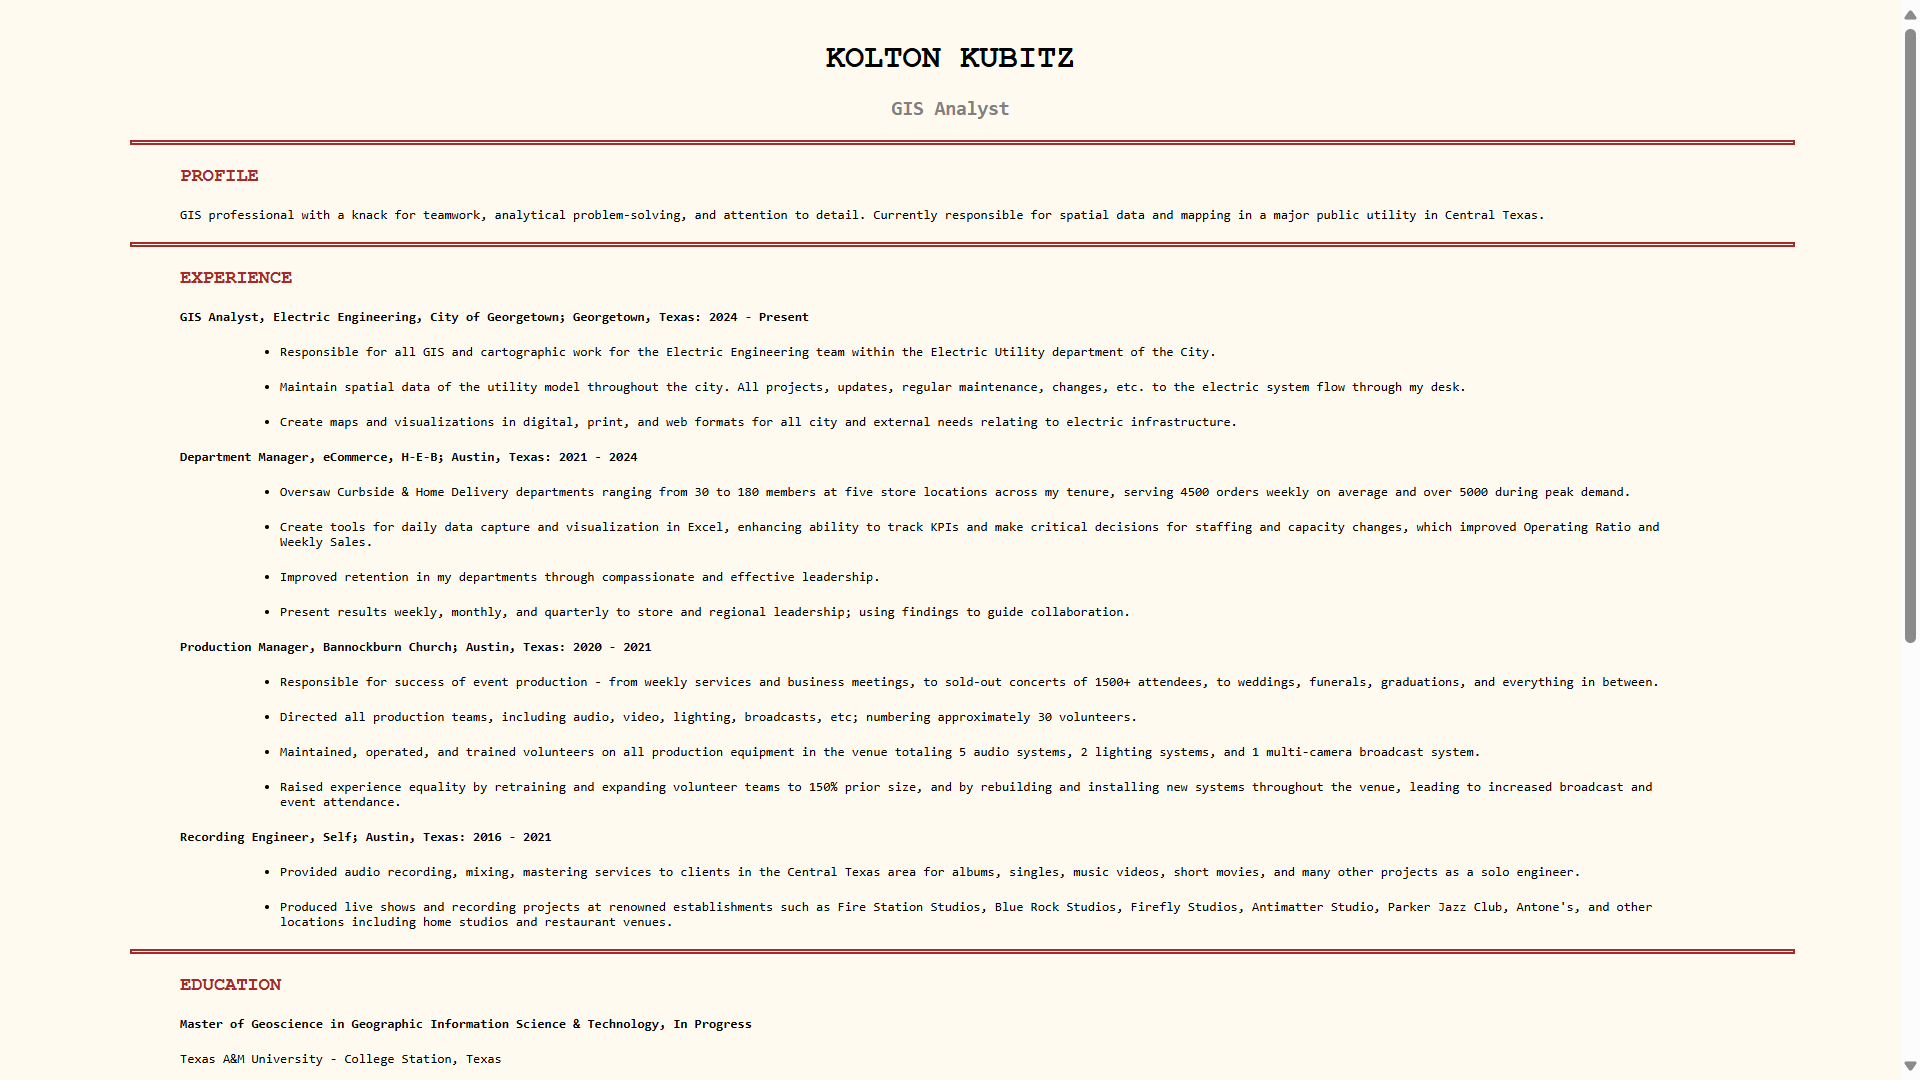 KOLTON KUBITZ
GIS Analyst
PROFILE
GIS professional with a knack for teamwork, analytical problem-solving, and attention to detail. Currently responsible for spatial data and mapping in a major public utility in Central Texas.
EXPERIENCE
GIS Analyst, Electric Engineering, City of Georgetown; Georgetown, Texas: 2024 - Present
• Responsible for all GIS and cartographic work for the Electric Engineering team within the Electric Utility department of the City.
• Maintain spatial data of the utility model throughout the city. All projects, updates, regular maintenance, changes, etc. to the electric system flow through my desk.
• Create maps and visualizations in digital, print, and web formats for all city and external needs relating to electric infrastructure.
Department Manager, eCommerce, H-E-B; Austin, Texas: 2021 - 2024
• Oversaw Curbside & Home Delivery departments ranging from 30 to 180 members at five store locations across my tenure, serving 4500 orders weekly on average and over 5000 during peak demand.
• Create tools for daily data capture and visualization in Excel, enhancing ability to track KPIs and make critical decisions for staffing and capacity changes, which improved Operating Ratio and
Weekly Sales.
• Improved retention in my departments through compassionate and effective leadership.
• Present results weekly, monthly, and quarterly to store and regional leadership; using findings to guide collaboration.
Production Manager, Bannockburn Church; Austin, Texas: 2020 - 2021
• Responsible for success of event production - from weekly services and business meetings, to sold-out concerts of 1500+ attendees, to weddings, funerals, graduations, and everything in between.
• Directed all production teams, including audio, video, lighting, broadcasts, etc; numbering approximately 30 volunteers.
• Maintained, operated, and trained volunteers on all production equipment in the venue totaling 5 audio systems, 2 lighting systems, and 1 multi-camera broadcast system.
• Raised experience equality by retraining and expanding volunteer teams to 150% prior size, and by rebuilding and installing new systems throughout the venue, leading to increased broadcast and
event attendance.
Recording Engineer, Self; Austin, Texas: 2016 - 2021
• Provided audio recording, mixing, mastering services to clients in the Central Texas area for albums, singles, music videos, short movies, and many other projects as a solo engineer.
• Produced live shows and recording projects at renowned establishments such as Fire Station Studios, Blue Rock Studios, Firefly Studios, Antimatter Studio, Parker Jazz Club, Antone's, and other
locations including home studios and restaurant venues.
EDUCATION
Master of Geoscience in Geographic Information Science & Technology, In Progress
Texas A&M University - College Station, Texas